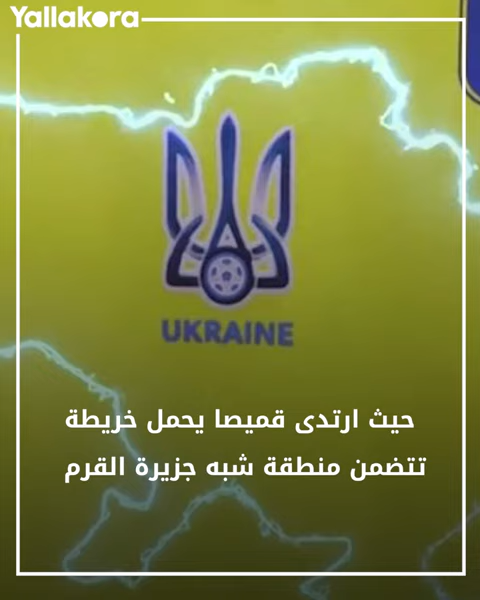 Yallakora
UKRAINE
حيث ارتدى قميصا يحمل خريطة
تتضمن منطقة شبه جزيرة القرم